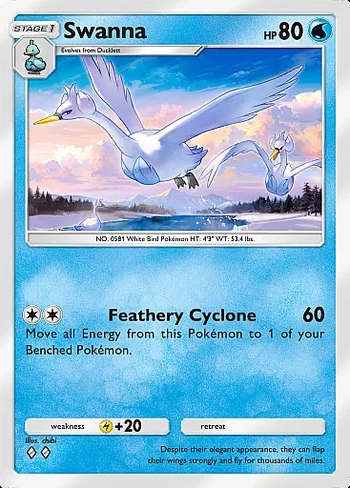 STAGE 1
Swanna
HP 80
Evolves from Ducklett
NO. 0581 White Bird Pokémon HT: 4'3" WT: 53.4 lbs.
Feathery Cyclone 60
Move all Energy from this Pokémon to 1 of your
Benched Pokémon.
weakness +20 retreat
Illus. chibi
Despite their elegant appearance, they can flap
their wings strongly and fly for thousands of miles.